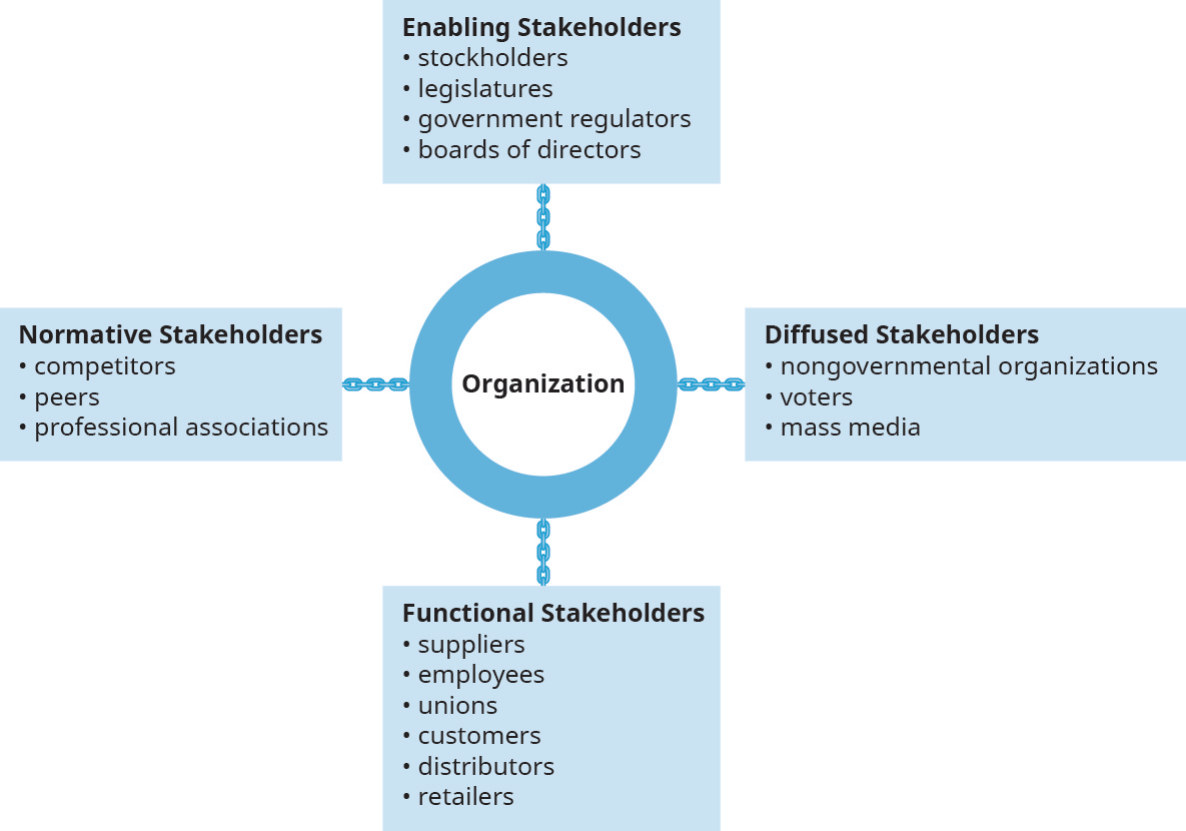 Enabling Stakeholders
• stockholders
• legislatures
• government regulators
• boards of directors
Normative Stakeholders
• competitors
• peers
• professional associations
Organization
Diffused Stakeholders
• nongovernmental organizations
• voters
• mass media
Functional Stakeholders
• suppliers
• employees
• unions
• customers
• distributors
• retailers